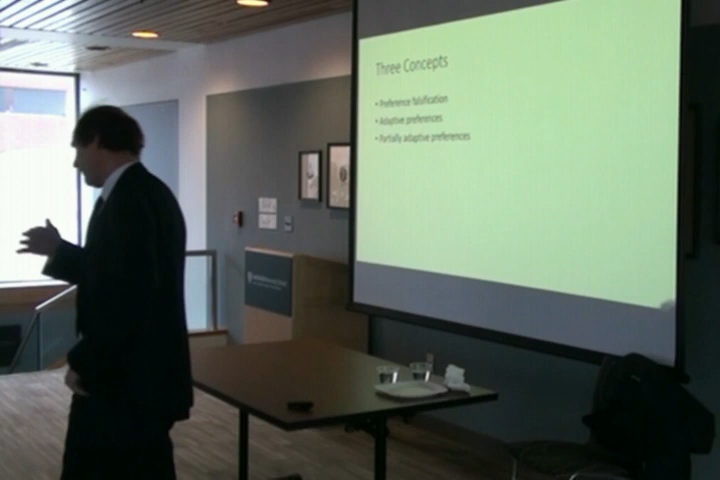 Three Concepts
• Preference falsification
• Adaptive preferences
• Partially adaptive preferences